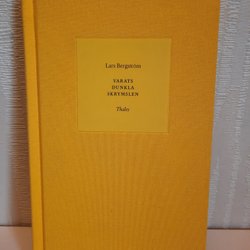 Lars Bergström
VARATS
DUNKLA
SKRYMSLEN
Thales